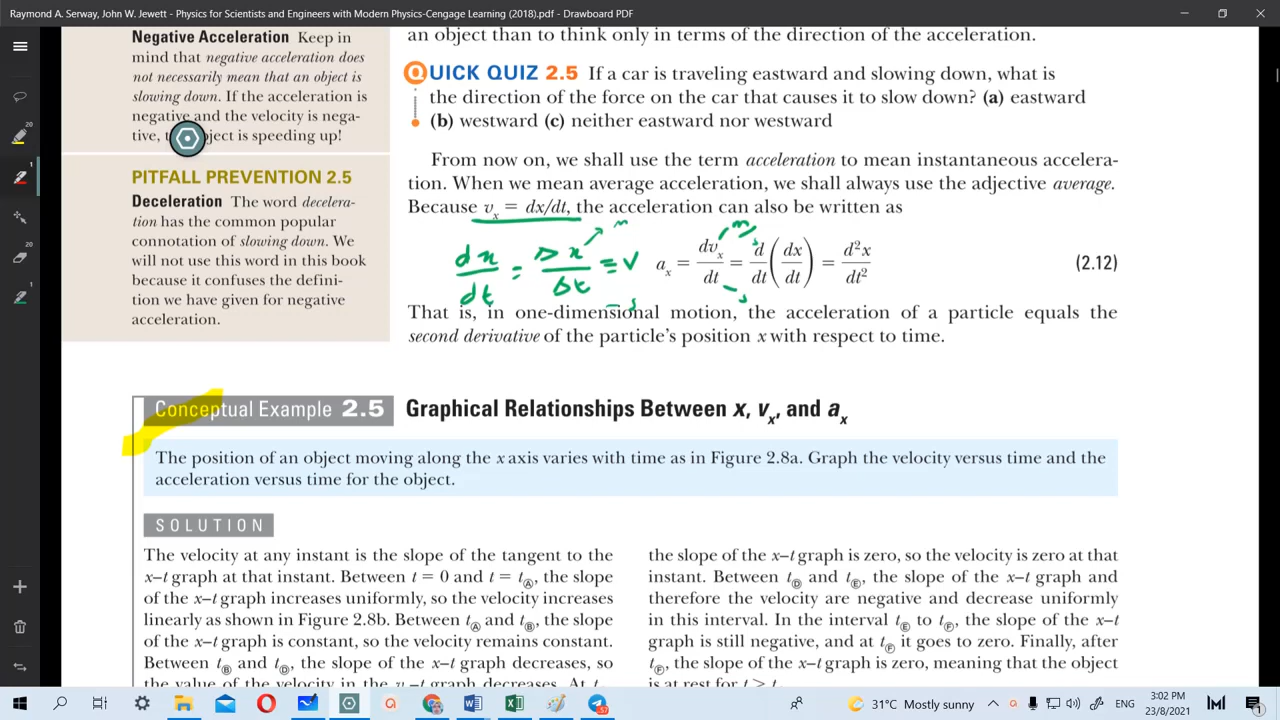 Raymond A. Serway, John W. Jewett - Physics for Scientists and Engineers with Modern Physics-Cengage Learning (2018).pdf - Drawboard PDF
Negative Acceleration Keep in
mind that negative acceleration does
not necessarily mean that an object is
slowing down. If the acceleration is
negative and the velocity is nega-
tive, object is speeding up!
PITFALL PREVENTION 2.5
Deceleration The word decelera-
tion has the common popular
connotation of slowing down. We
will not use this word in this book
because it confuses the defini-
tion we have given for negative
acceleration.
an object than to think only in terms of the direction of the acceleration.
QUICK QUIZ 2.5 If a car is traveling eastward and slowing down, what is
the direction of the force on the car that causes it to slow down? (a) eastward
(b) westward (c) neither eastward nor westward
From now on, we shall use the term acceleration to mean instantaneous accelera-
tion. When we mean average acceleration, we shall always use the adjective average.
Because vₓ = dx/dt, the acceleration can also be written as
dx/dt = Δx/Δt = v
aₓ = dvₓ/dt = d/dt (dx/dt) = d²x/dt² (2.12)
That is, in one-dimensional motion, the acceleration of a particle equals the
second derivative of the particle's position x with respect to time.
Conceptual Example 2.5 Graphical Relationships Between x, vₓ, and aₓ
The position of an object moving along the x axis varies with time as in Figure 2.8a. Graph the velocity versus time and the
acceleration versus time for the object.
SOLUTION
The velocity at any instant is the slope of the tangent to the
x–t graph at that instant. Between t = 0 and t = tⒶ, the slope
of the x–t graph increases uniformly, so the velocity increases
linearly as shown in Figure 2.8b. Between tⒶ and tⒷ, the slope
of the x–t graph is constant, so the velocity remains constant.
Between tⒷ and tⒹ, the slope of the x–t graph decreases, so
the value of the velocity in the vₓ–t graph decreases. At t
the slope of the x–t graph is zero, so the velocity is zero at that
instant. Between tⒹ and tⒺ, the slope of the x–t graph and
therefore the velocity are negative and decrease uniformly
in this interval. In the interval tⒺ to tⒻ, the slope of the x–t
graph is still negative, and at tⒻ it goes to zero. Finally, after
tⒻ, the slope of the x–t graph is zero, meaning that the object
is at rest for t > t
20
1
20
1
31°C Mostly sunny
ENG
3:02 PM
23/8/2021